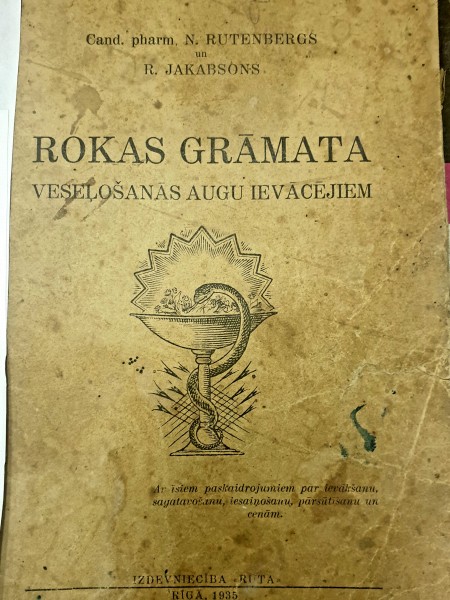 Cand. pharm. N. RUTENBERGS
un
R. JAKABSONS
ROKAS GRĀMATA
VESEĻOŠANĀS AUGU IEVĀCĒJIEM
Ar īsiem paskaidrojumiem par ievākšanu,
sagatavošanu, iesaiņošanu, pārsūtīšanu un
cenām.
IZDEVNIECĪBA «RŪTA»
RĪGĀ, 1935